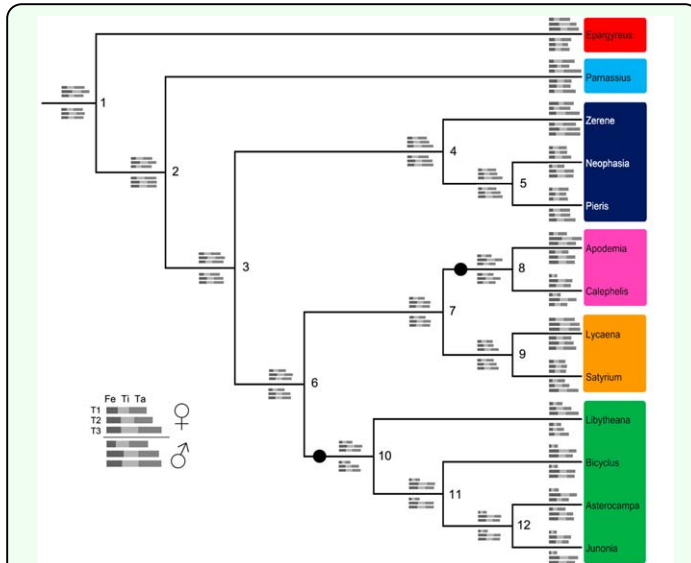 Epargyreus
1
Parnassius
2
Zerene
4
Neophasia
5
Pieris
3
Apodemia
8
Calephelis
7
Lycaena
9
Satyrium
6
Fe Ti Ta
T1
T2
T3
♀
♂
Libytheana
10
Bicyclus
11
Asterocampa
12
Junonia